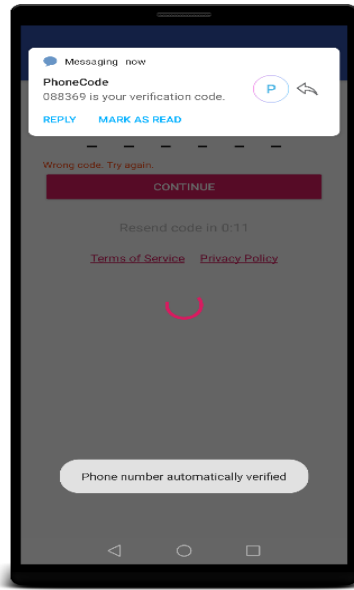 Messaging now
PhoneCode
088369 is your verification code.
P
REPLY MARK AS READ
Wrong code. Try again.
CONTINUE
Resend code in 0:11
Terms of Service Privacy Policy
Phone number automatically verified